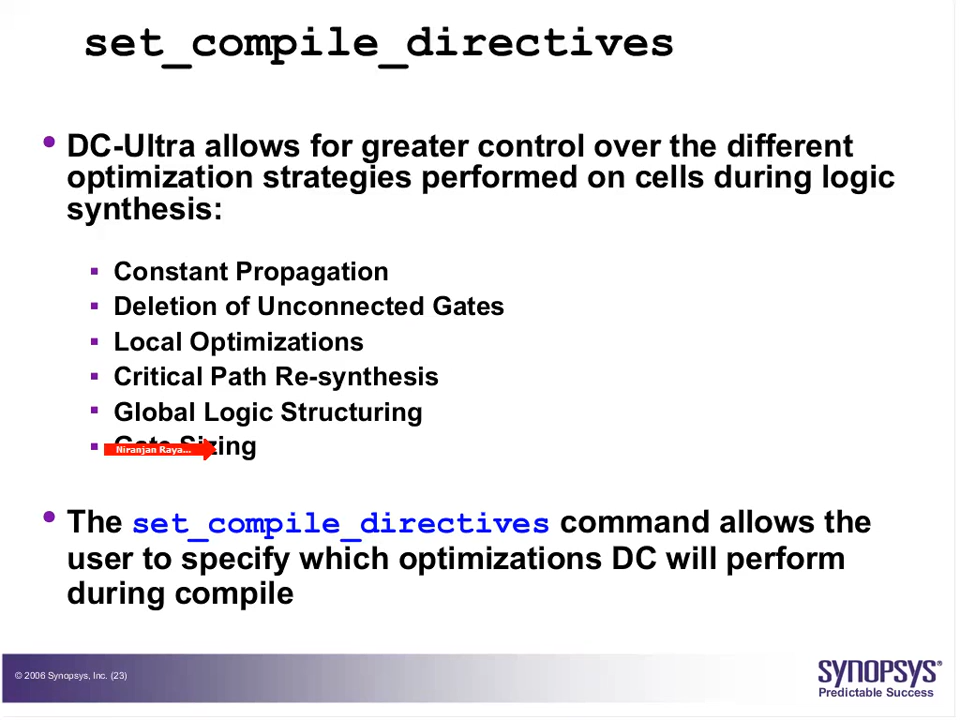 set_compile_directives
• DC-Ultra allows for greater control over the different
optimization strategies performed on cells during logic
synthesis:
▪ Constant Propagation
▪ Deletion of Unconnected Gates
▪ Local Optimizations
▪ Critical Path Re-synthesis
▪ Global Logic Structuring
▪ Gate Sizing
Niranjan Raya...
• The set_compile_directives command allows the
user to specify which optimizations DC will perform
during compile
© 2006 Synopsys, Inc. (23)
SYNOPSYS®
Predictable Success